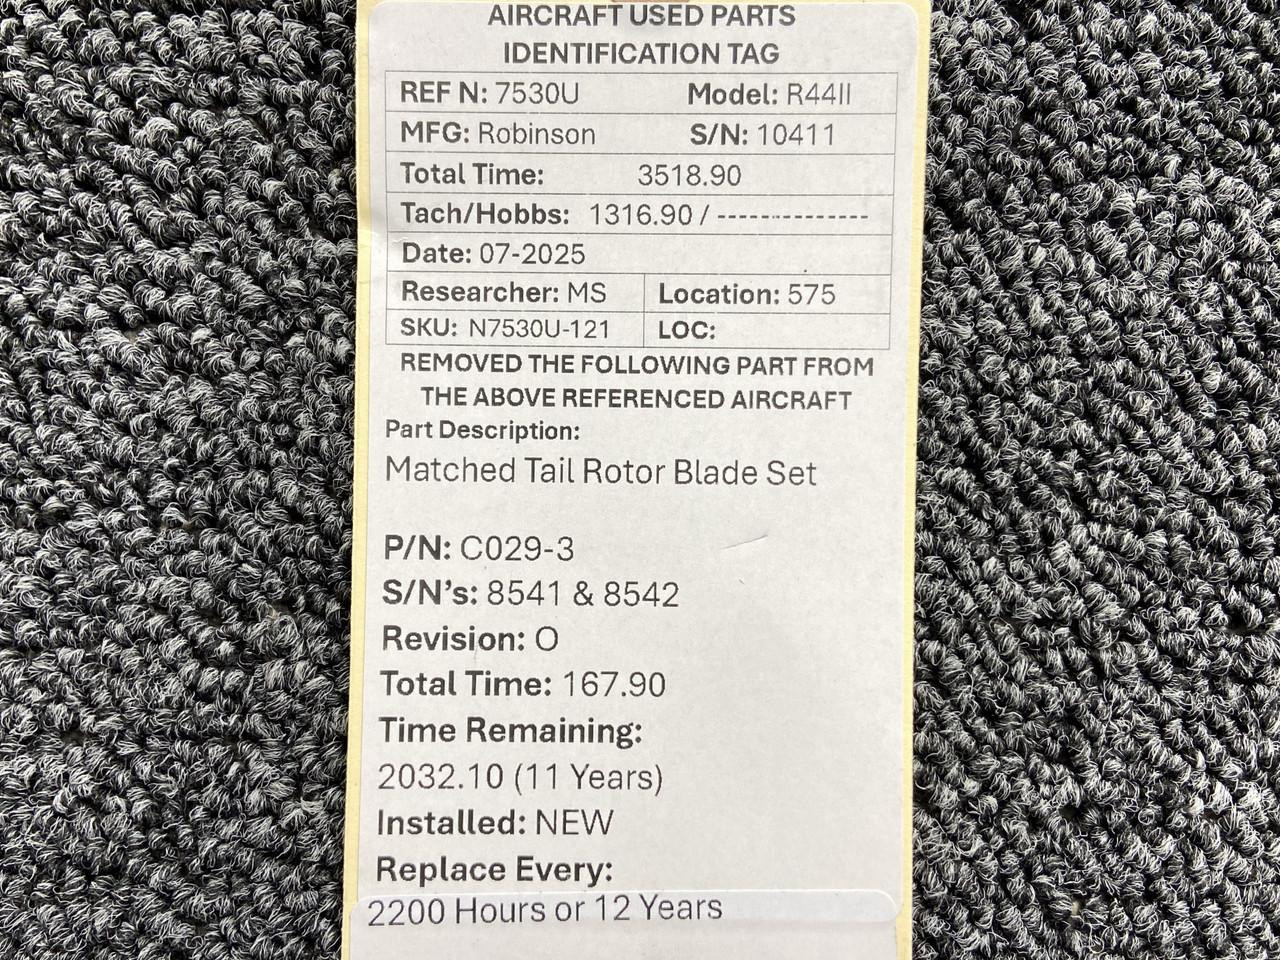 AIRCRAFT USED PARTS
IDENTIFICATION TAG
REF N: 7530U Model: R44II
MFG: Robinson S/N: 10411
Total Time: 3518.90
Tach/Hobbs: 1316.90 / --------------
Date: 07-2025
Researcher: MS Location: 575
SKU: N7530U-121 LOC:
REMOVED THE FOLLOWING PART FROM
THE ABOVE REFERENCED AIRCRAFT
Part Description:
Matched Tail Rotor Blade Set
P/N: C029-3
S/N's: 8541 & 8542
Revision: O
Total Time: 167.90
Time Remaining:
2032.10 (11 Years)
Installed: NEW
Replace Every:
2200 Hours or 12 Years